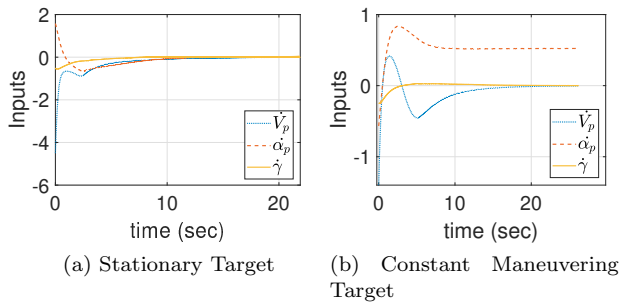 2
0
-2
-4
-6
Inputs
0
10
20
time (sec)
V̇ₚ
α̇ₚ
γ̇
(a) Stationary Target
1
0
-1
Inputs
0
10
20
time (sec)
V̇ₚ
α̇ₚ
γ̇
(b) Constant Maneuvering
Target